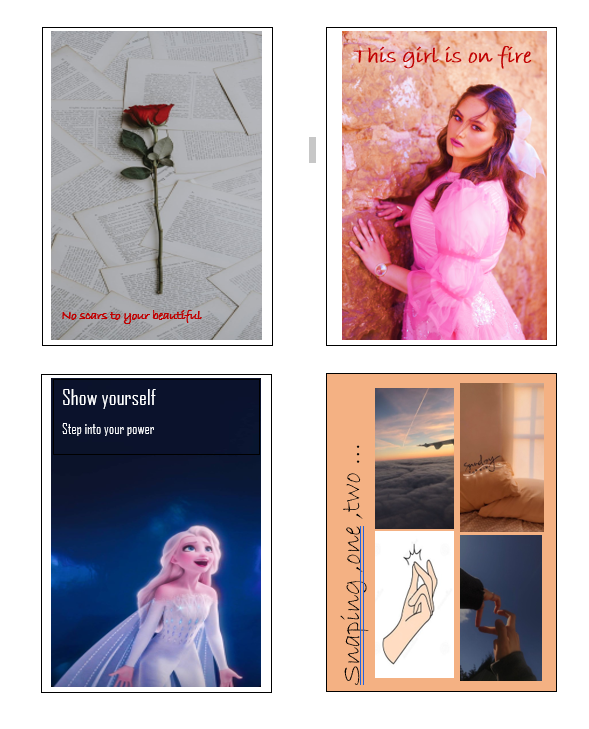 This girl is on fire
No scars to your beautiful
Show yourself
Step into your power
Snaping ,one ,two ...